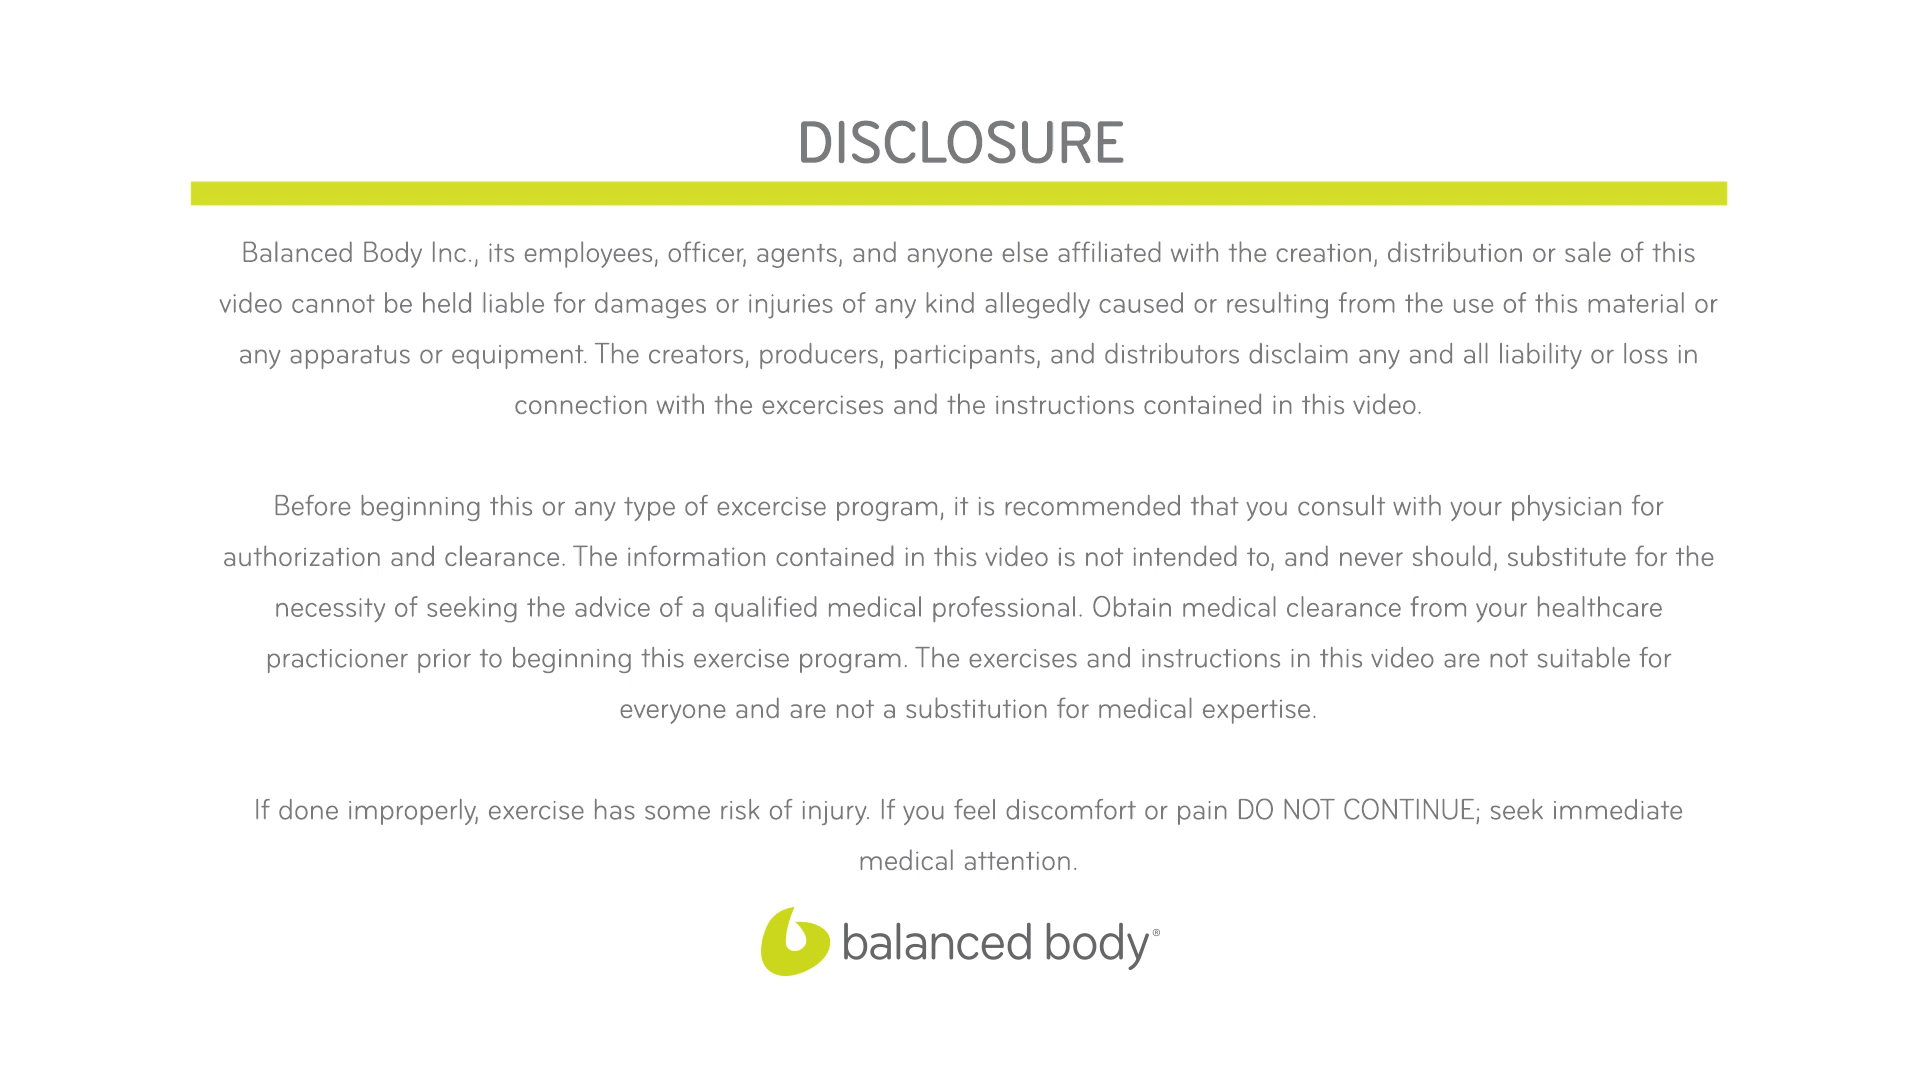 DISCLOSURE
Balanced Body Inc., its employees, officer, agents, and anyone else affiliated with the creation, distribution or sale of this
video cannot be held liable for damages or injuries of any kind allegedly caused or resulting from the use of this material or
any apparatus or equipment. The creators, producers, participants, and distributors disclaim any and all liability or loss in
connection with the excercises and the instructions contained in this video.
Before beginning this or any type of excercise program, it is recommended that you consult with your physician for
authorization and clearance. The information contained in this video is not intended to, and never should, substitute for the
necessity of seeking the advice of a qualified medical professional. Obtain medical clearance from your healthcare
practicioner prior to beginning this exercise program. The exercises and instructions in this video are not suitable for
everyone and are not a substitution for medical expertise.
If done improperly, exercise has some risk of injury. If you feel discomfort or pain DO NOT CONTINUE; seek immediate
medical attention.
balanced body®